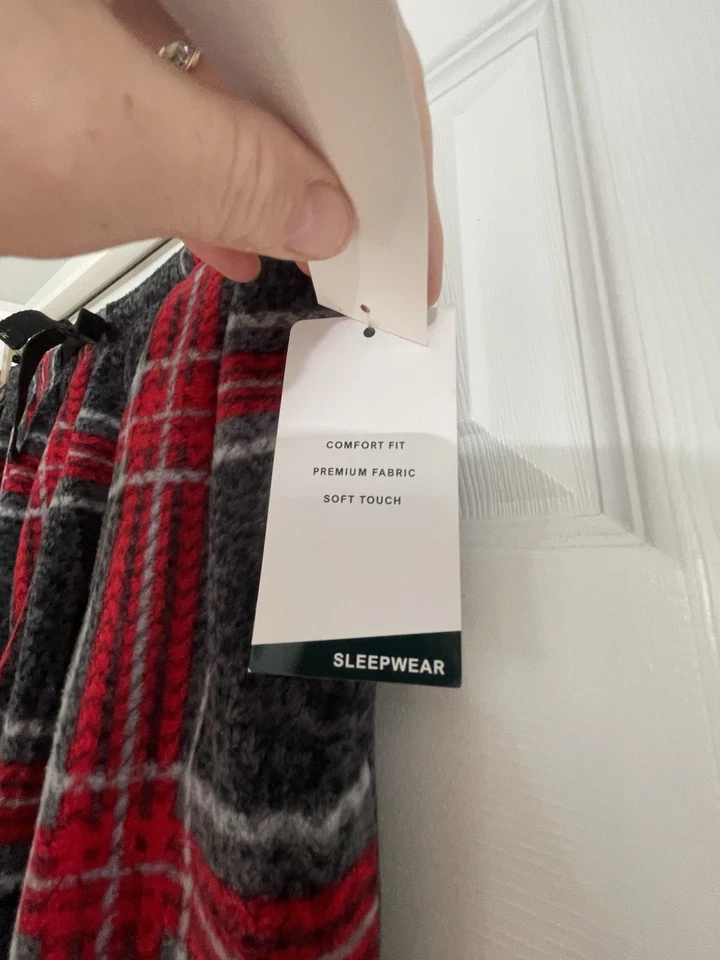 COMFORT FIT
PREMIUM FABRIC
SOFT TOUCH
SLEEPWEAR